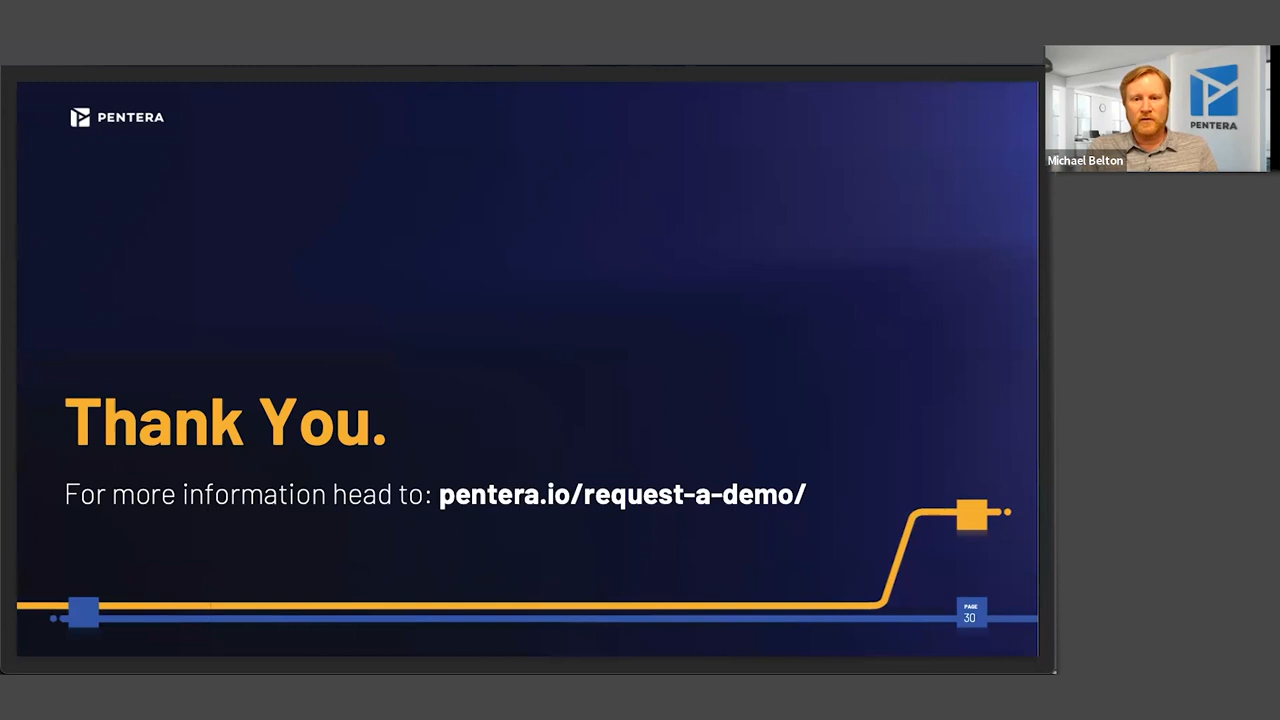 PENTERA
PENTERA
Michael Belton
Thank You.
For more information head to: pentera.io/request-a-demo/
PAGE
30